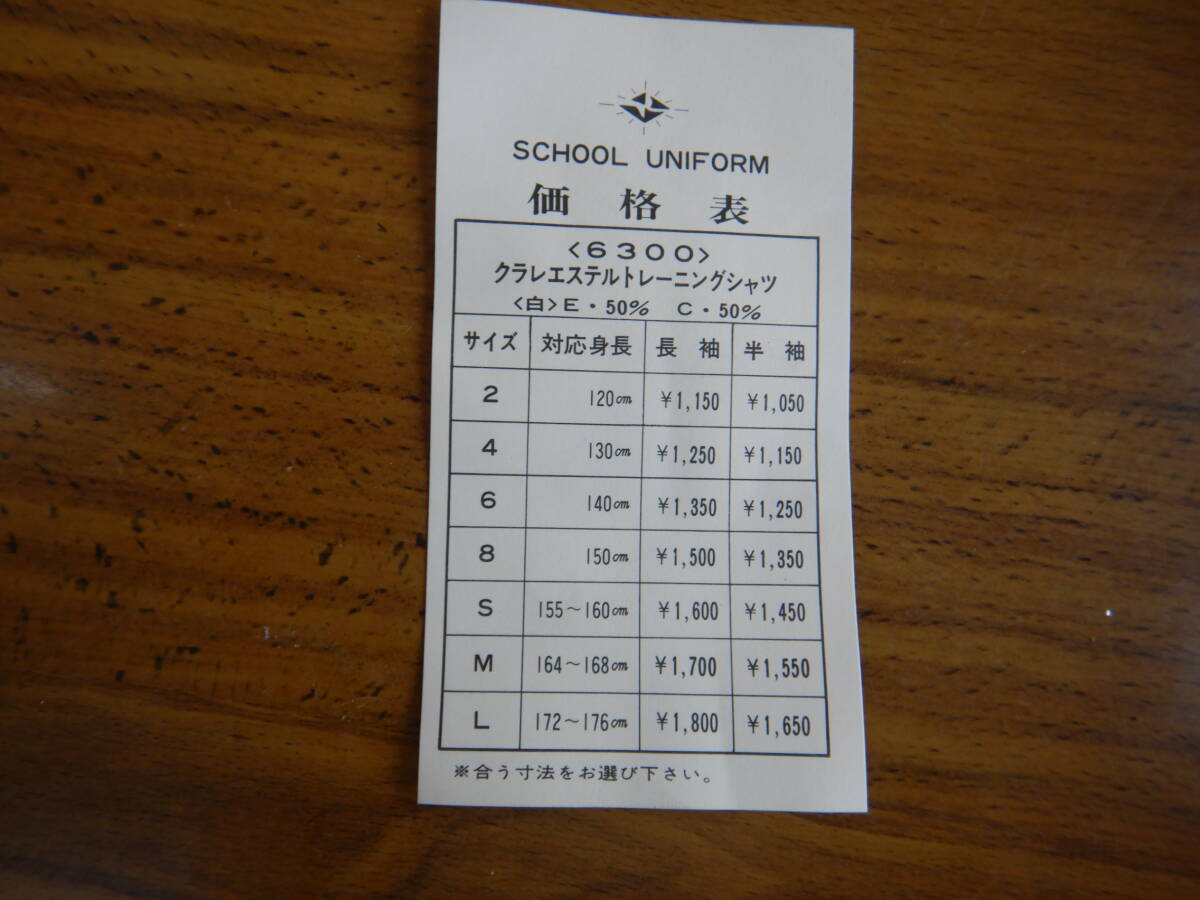 SCHOOL UNIFORM
価格表
〈6300〉
クラレエステルトレーニングシャツ
〈白〉E・50% C・50%
サイズ 対応身長 長袖 半袖
2 120cm ¥1,150 ¥1,050
4 130cm ¥1,250 ¥1,150
6 140cm ¥1,350 ¥1,250
8 150cm ¥1,500 ¥1,350
S 155～160cm ¥1,600 ¥1,450
M 164～168cm ¥1,700 ¥1,550
L 172～176cm ¥1,800 ¥1,650
※合う寸法をお選び下さい。